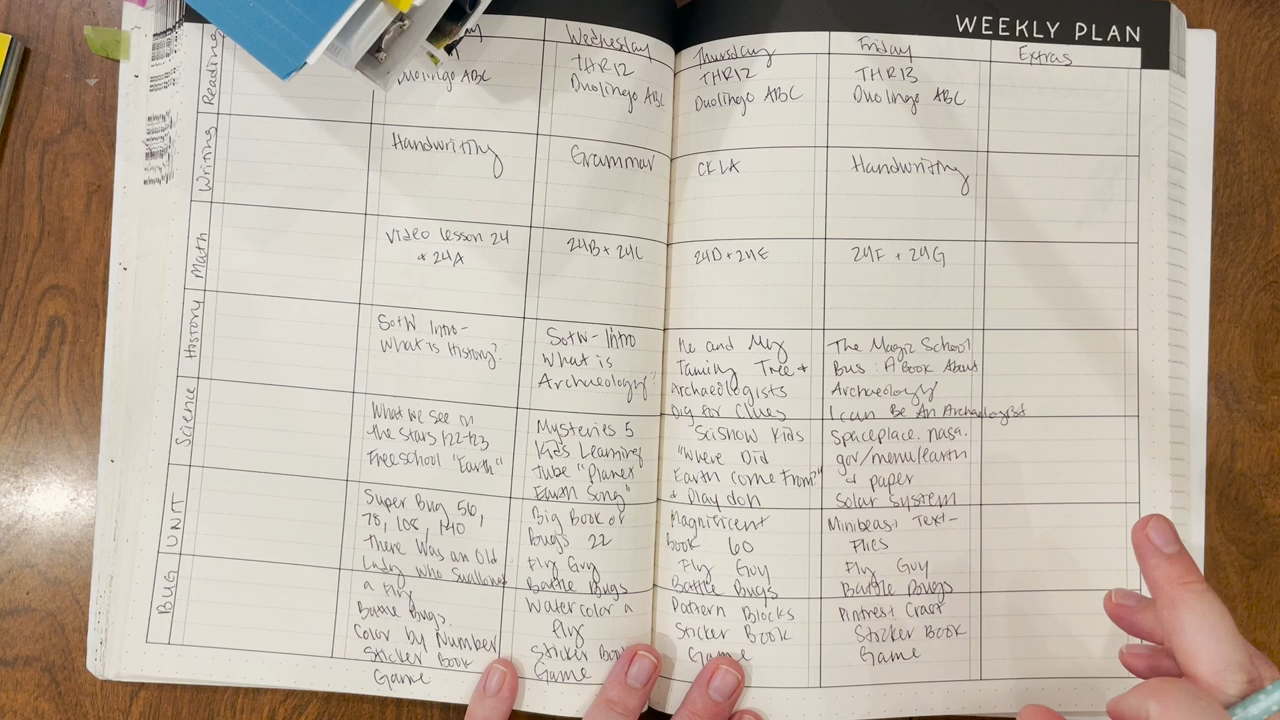 WEEKLY PLAN
Wednesday
Thursday
Friday
Extras
Reading
Duolingo ABC
THR12
Duolingo ABC
THR12
Duolingo ABC
THR13
Duolingo ABC
Writing
Handwriting
Grammar
CKLA
Handwriting
Math
Video lesson 24
+ 24A
24B + 24C
24D + 24E
24F + 24G
History
SotW Intro-
What is History?
SotW - Intro
What is
Archaeology?
Me and My
Family Tree +
Archaeologists
Dig For Clues
The Magic School
Bus: A Book About
Archaeology
I can Be An Archaeologist
Science
What We See in
the Stars 122-123
Freeschool "Earth"
Mysteries 5
Kids Learning
Tube "Planet
Earth Song"
SciShow Kids
"Where Did
Earth Come From"
+ playdoh
Spaceplace.nasa.
gov/menu/earth
+ paper
Solar System
BUG UNIT
Super Bug 56,
78, 108, 140
There Was an Old
Lady Who Swallowed
a Fly
Battle Bugs
Color by Number
Sticker Book
Game
Big Book of
Bugs 22
Fly Guy
Battle Bugs
Watercolor a
Fly
Sticker Book
Game
Magnificent
Book 60
Fly Guy
Battle Bugs
Pattern Blocks
Sticker Book
Game
Minibeast Text-
Flies
Fly Guy
Battle Bugs
Pintrest Craft
Sticker Book
Game